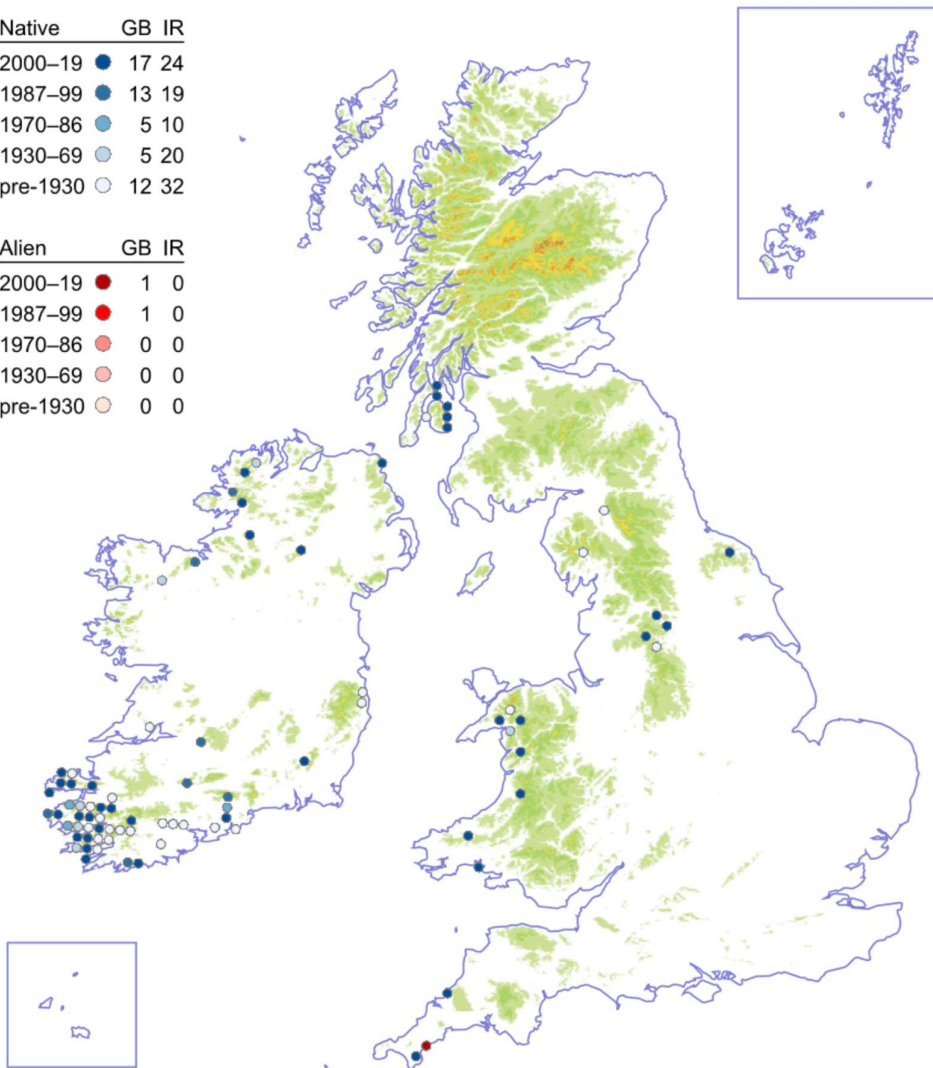 Native GB IR
2000–19 17 24
1987–99 13 19
1970–86 5 10
1930–69 5 20
pre-1930 12 32
Alien GB IR
2000–19 1 0
1987–99 1 0
1970–86 0 0
1930–69 0 0
pre-1930 0 0